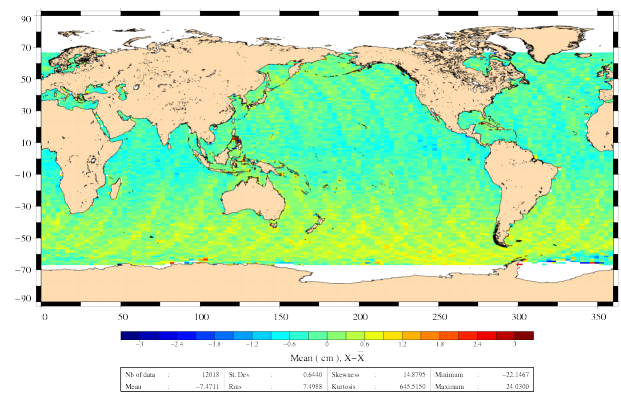 90
70
50
30
10
−10
−30
−50
−70
−90
0 50 100 150 200 250 300 350
−3 −2.4 −1.8 −1.2 −0.6 0 0.6 1.2 1.8 2.4 3
Mean ( cm ), X−X̅
Nb of data : 12018 St. Dev : 0.6440 Skewness : 14.8795 Minimum : −22.1467
Mean : −7.4711 Rms : 7.4988 Kurtosis : 645.5150 Maximum : 24.0300